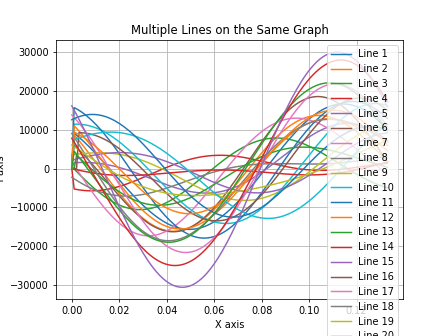 Multiple Lines on the Same Graph
30000
20000
10000
0
−10000
−20000
−30000
0.00 0.02 0.04 0.06 0.08 0.10
X axis
Line 1
Line 2
Line 3
Line 4
Line 5
Line 6
Line 7
Line 8
Line 9
Line 10
Line 11
Line 12
Line 13
Line 14
Line 15
Line 16
Line 17
Line 18
Line 19
Line 20